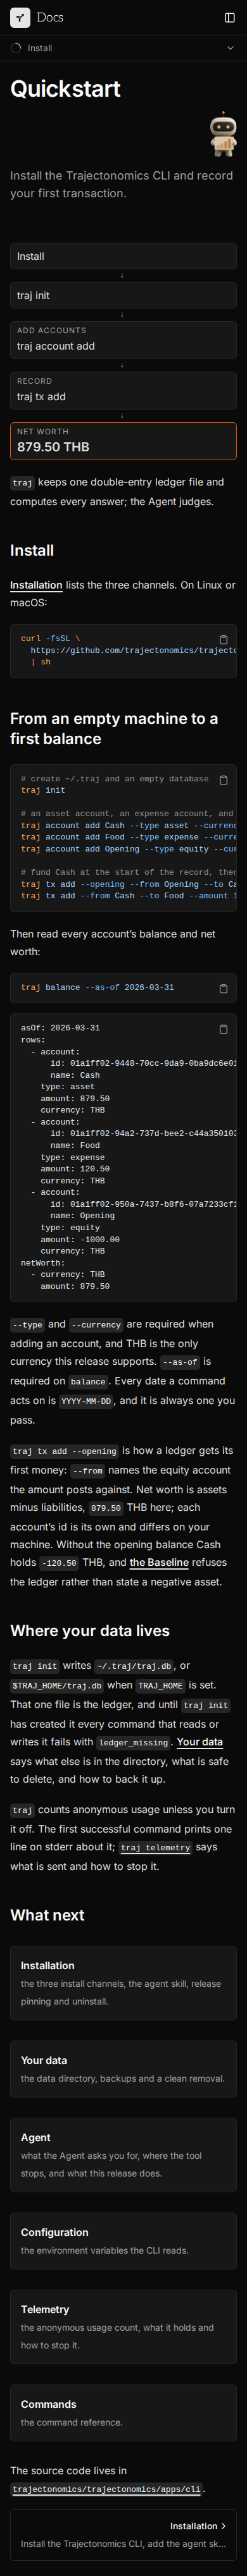 Docs
Install
Quickstart
Install the Trajectonomics CLI and record
your first transaction.
Install
↓
traj init
↓
ADD ACCOUNTS
traj account add
↓
RECORD
traj tx add
↓
NET WORTH
879.50 THB
traj keeps one double-entry ledger file and
computes every answer; the Agent judges.
Install
Installation lists the three channels. On Linux or
macOS:
curl -fsSL \
https://github.com/trajectonomics/trajecto
| sh
From an empty machine to a
first balance
# create ~/.traj and an empty database
traj init
# an asset account, an expense account, and
traj account add Cash --type asset --currenc
traj account add Food --type expense --curre
traj account add Opening --type equity --cur
# fund Cash at the start of the record, then
traj tx add --opening --from Opening --to Ca
traj tx add --from Cash --to Food --amount 1
Then read every account's balance and net
worth:
traj balance --as-of 2026-03-31
asOf: 2026-03-31
rows:
- account:
id: 01a1ff02-9448-70cc-9da9-0ba9dc6e01
name: Cash
type: asset
amount: 879.50
currency: THB
- account:
id: 01a1ff02-94a2-737d-bee2-c44a350103
name: Food
type: expense
amount: 120.50
currency: THB
- account:
id: 01a1ff02-950a-7437-b8f6-07a7233cf1
name: Opening
type: equity
amount: -1000.00
currency: THB
netWorth:
- currency: THB
amount: 879.50
--type and --currency are required when
adding an account, and THB is the only
currency this release supports. --as-of is
required on balance. Every date a command
acts on is YYYY-MM-DD, and it is always one you
pass.
traj tx add --opening is how a ledger gets its
first money: --from names the equity account
the amount posts against. Net worth is assets
minus liabilities, 879.50 THB here; each
account's id is its own and differs on your
machine. Without the opening balance Cash
holds -120.50 THB, and the Baseline refuses
the ledger rather than state a negative asset.
Where your data lives
traj init writes ~/.traj/traj.db, or
$TRAJ_HOME/traj.db when TRAJ_HOME is set.
That one file is the ledger, and until traj init
has created it every command that reads or
writes it fails with ledger_missing. Your data
says what else is in the directory, what is safe
to delete, and how to back it up.
traj counts anonymous usage unless you turn
it off. The first successful command prints one
line on stderr about it; traj telemetry says
what is sent and how to stop it.
What next
Installation
the three install channels, the agent skill, release
pinning and uninstall.
Your data
the data directory, backups and a clean removal.
Agent
what the Agent asks you for, where the tool
stops, and what this release does.
Configuration
the environment variables the CLI reads.
Telemetry
the anonymous usage count, what it holds and
how to stop it.
Commands
the command reference.
The source code lives in
trajectonomics/trajectonomics/apps/cli.
Installation
Install the Trajectonomics CLI, add the agent sk...